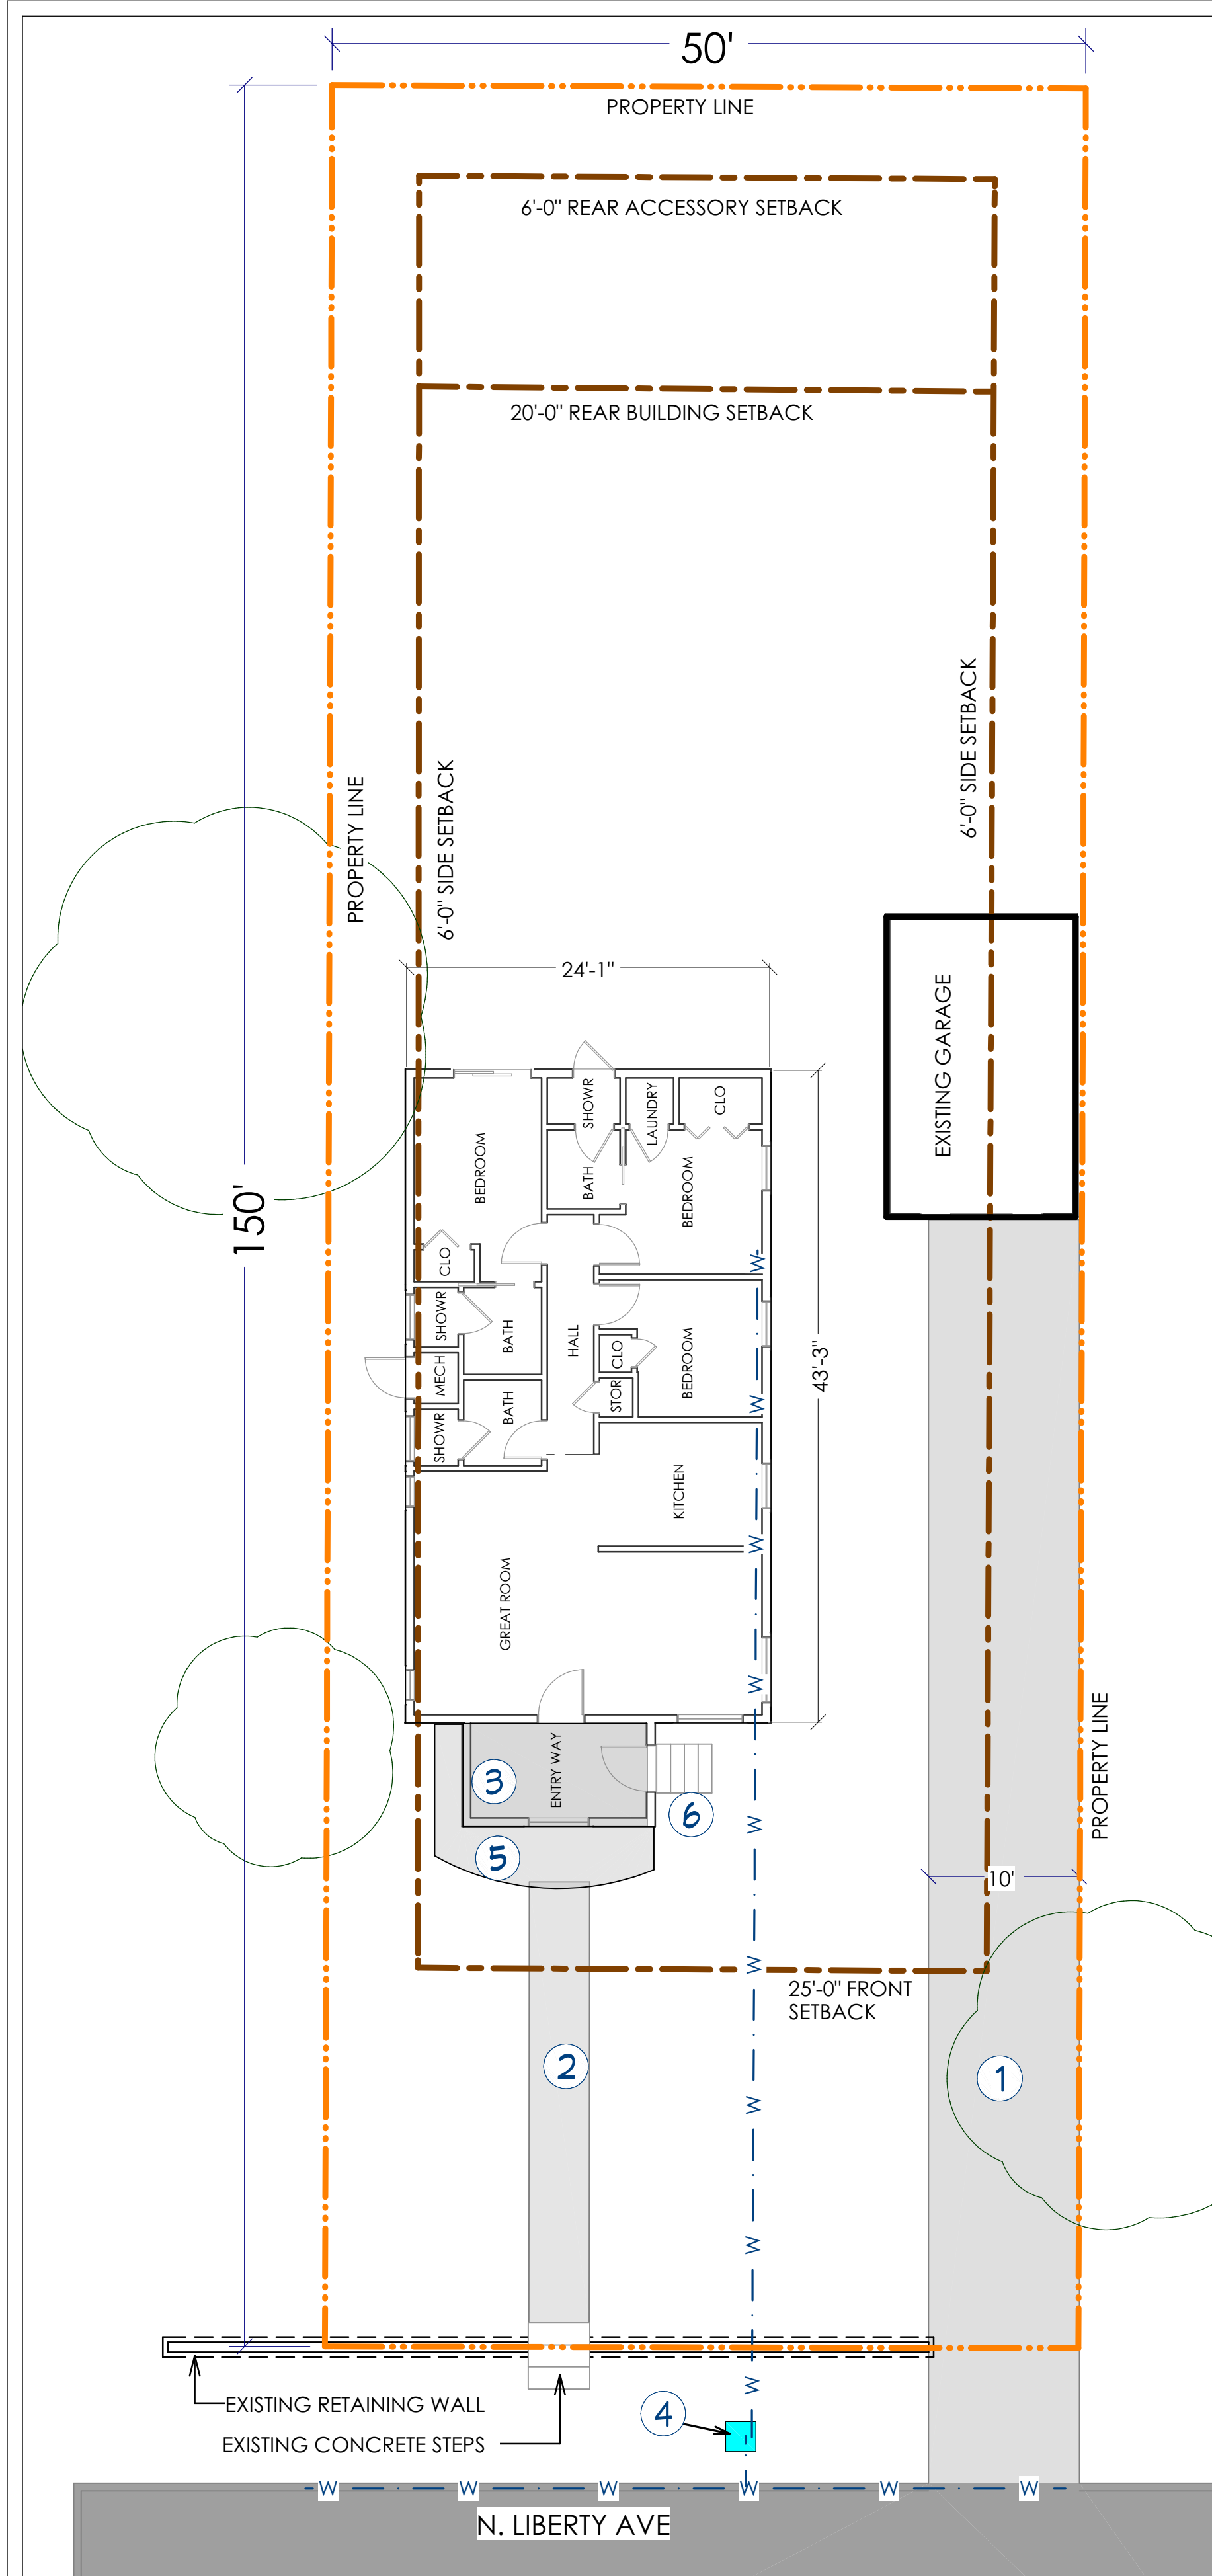 50'
PROPERTY LINE
6'-0" REAR ACCESSORY SETBACK
20'-0" REAR BUILDING SETBACK
6'-0" SIDE SETBACK
PROPERTY LINE
6'-0" SIDE SETBACK
24'-1"
EXISTING GARAGE
150'
SHOWR
LAUNDRY
CLO
BEDROOM
BATH
BEDROOM
CLO
W
SHOWR
BATH
HALL
CLO
BEDROOM
43'-3"
MECH
STOR
W
SHOWR
BATH
KITCHEN
W
GREAT ROOM
W
ENTRY WAY
3
6
W
5
PROPERTY LINE
10'
W
25'-0" FRONT
SETBACK
2
1
W
W
W
EXISTING RETAINING WALL
4
EXISTING CONCRETE STEPS
W W W W W W
N. LIBERTY AVE